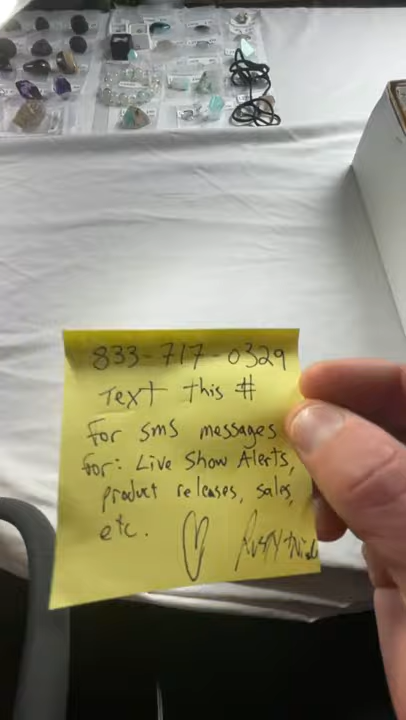 833-717-0329
Text this #
for sms messages
for: Live Show Alerts,
product releases, sales,
etc. ♡